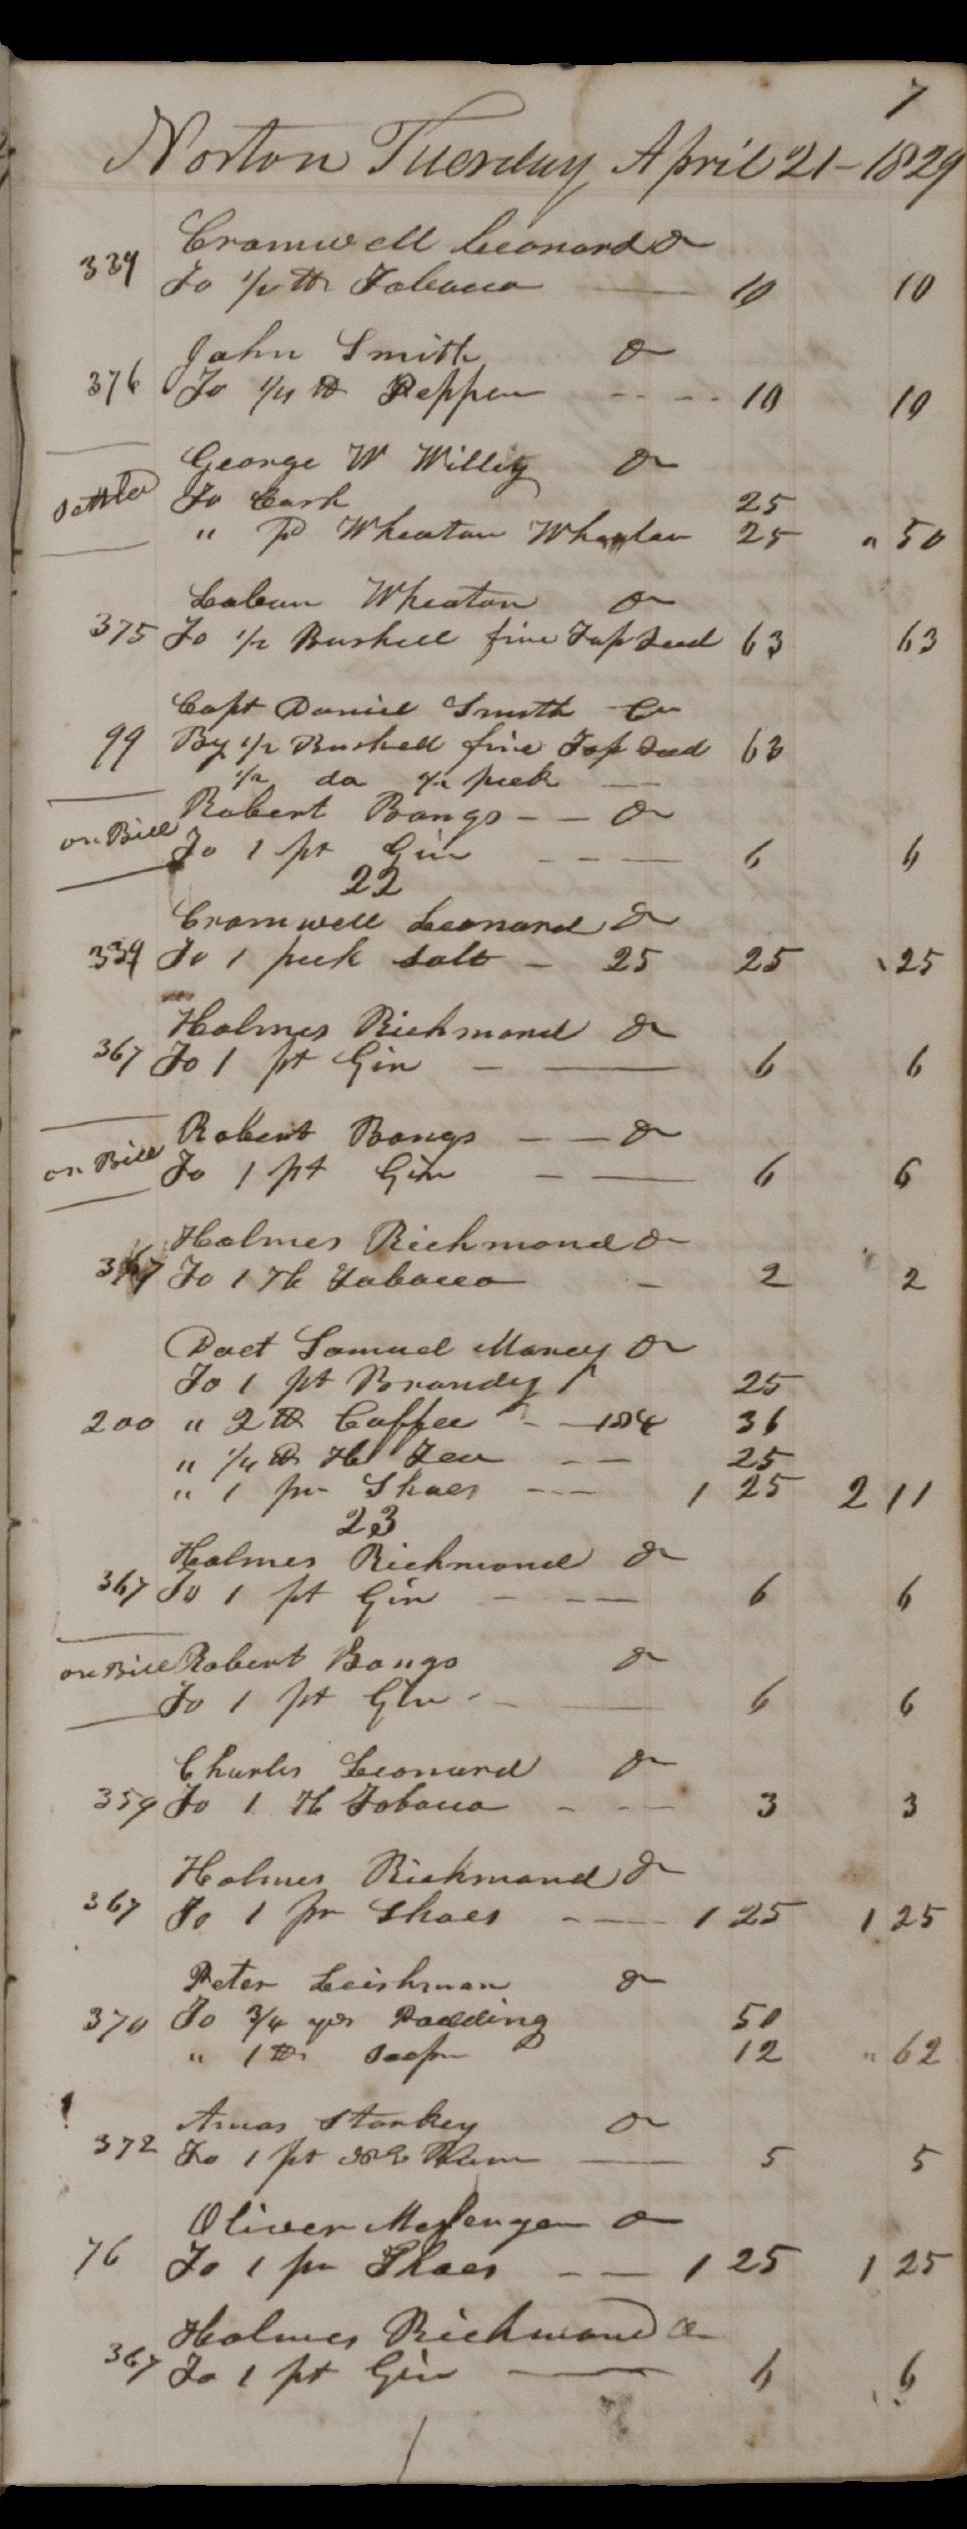 7
Norton Tuesday April 21 - 1829
Cromwell Leonard Dr
339 To 1/2 lb Tobacco 10 10
John Smith Dr
376 To 1/4 lb Pepper 10 10
George W Willey Dr
Settled To Cash 25
" pd Wheaton Wheeler 25 " 50
Laban Wheaton Dr
375 To 1/2 Bushell fine Top Seed 63 63
Capt Daniel Smith Cr
99 By 1/2 Bushell fine Top Seed 63
1/2 do 1/2 peck
Robert Bangs Dr
on Bill To 1 pt Gin 6 6
22
Cromwell Leonard Dr
339 To 1 peck Salt - 25 25 25
Holmes Richmond Dr
367 To 1 pt Gin 6 6
Robert Bangs Dr
on Bill To 1 pt Gin 6 6
Holmes Richmond Dr
367 To 1 Tobacco 2 2
Doct Samuel Morey Dr
To 1 pt Brandy 25
200 " 2 lb Coffee 18 36
" 1/4 lb Tea 25
" 1 pr Shoes 1 25 2 11
23
Holmes Richmond Dr
367 To 1 pt Gin 6 6
on Bill Robert Bangs Dr
To 1 pt Gin 6 6
Charles Leonard Dr
359 To 1 Tobacco 3 3
Holmes Richmond Dr
367 To 1 pr Shoes 1 25 1 25
Peter Leishman Dr
370 To 3/4 yds Padding 50
" 1 lb Soap 12 " 62
Amos Starkey Dr
372 To 1 pt N E Rum 5 5
Oliver Messenger Dr
76 To 1 pr Shoes 1 25 1 25
Holmes Richmond Dr
367 To 1 pt Gin 6 6